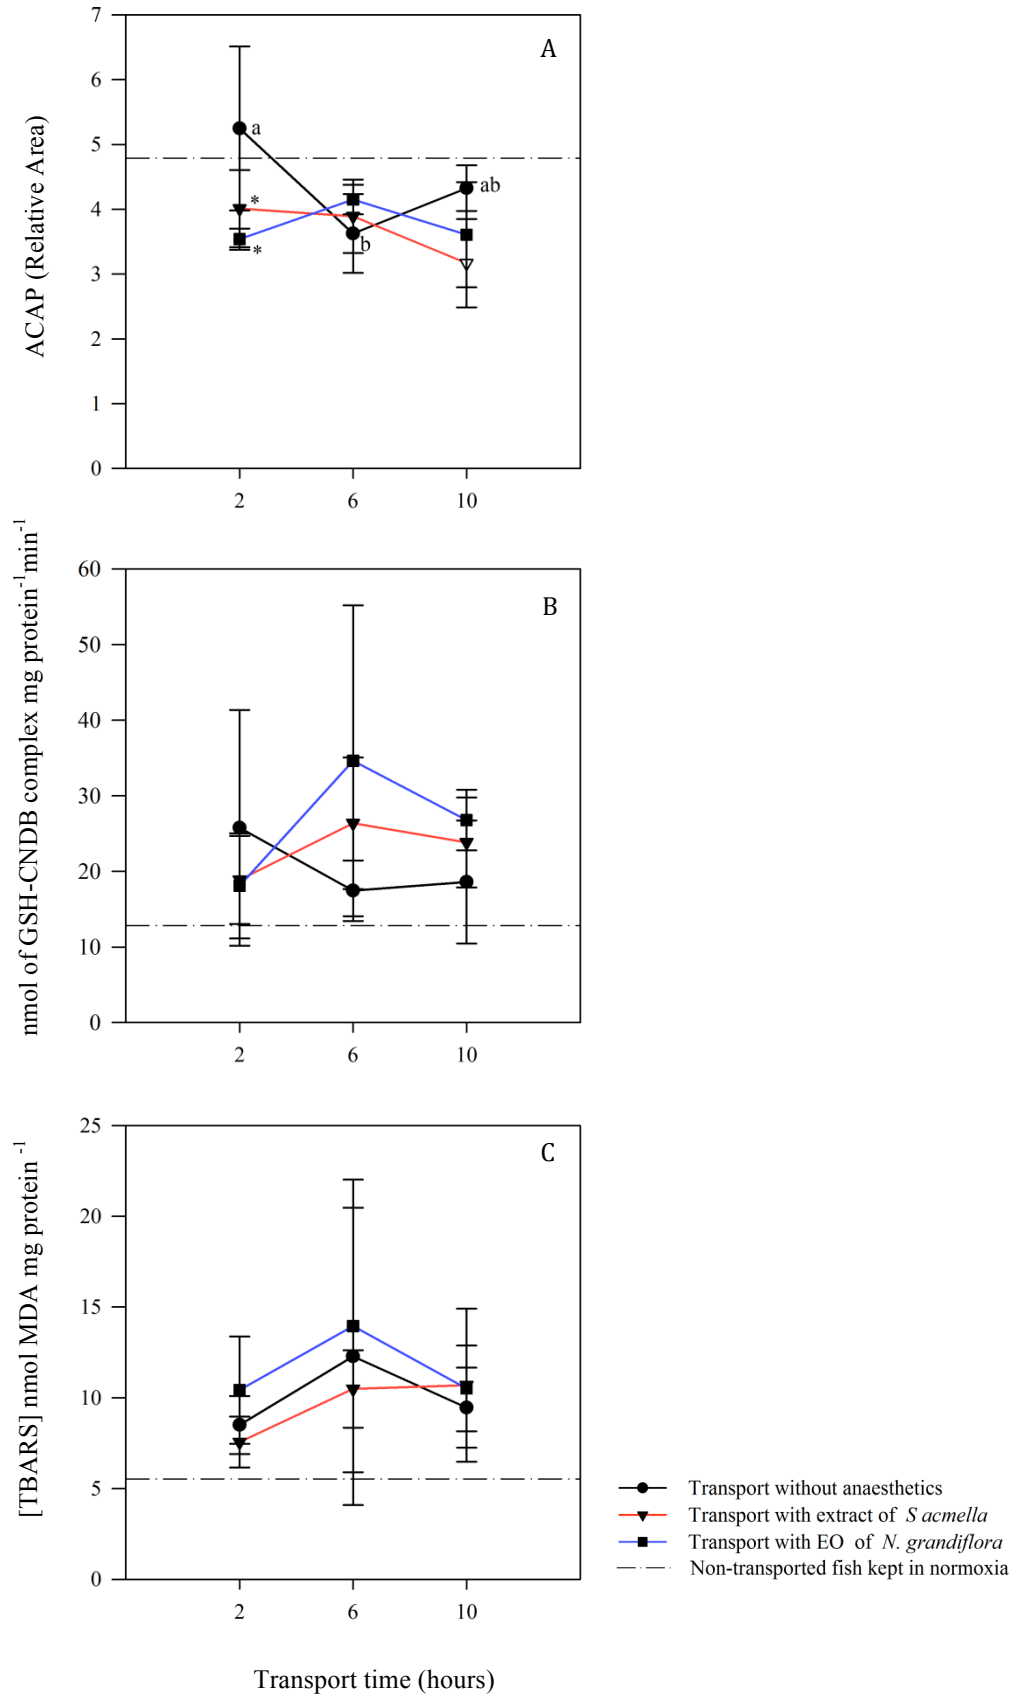 7
6
5
4
3
2
1
0
ACAP (Relative Area)
A
a
*
*
b
ab
2 6 10
60
50
40
30
20
10
0
nmol of GSH-CNDB complex mg protein⁻¹min⁻¹
B
2 6 10
25
20
15
10
5
0
[TBARS] nmol MDA mg protein ⁻¹
C
2 6 10
Transport time (hours)
Transport without anaesthetics
Transport with extract of S acmella
Transport with EO of N. grandiflora
Non-transported fish kept in normoxia